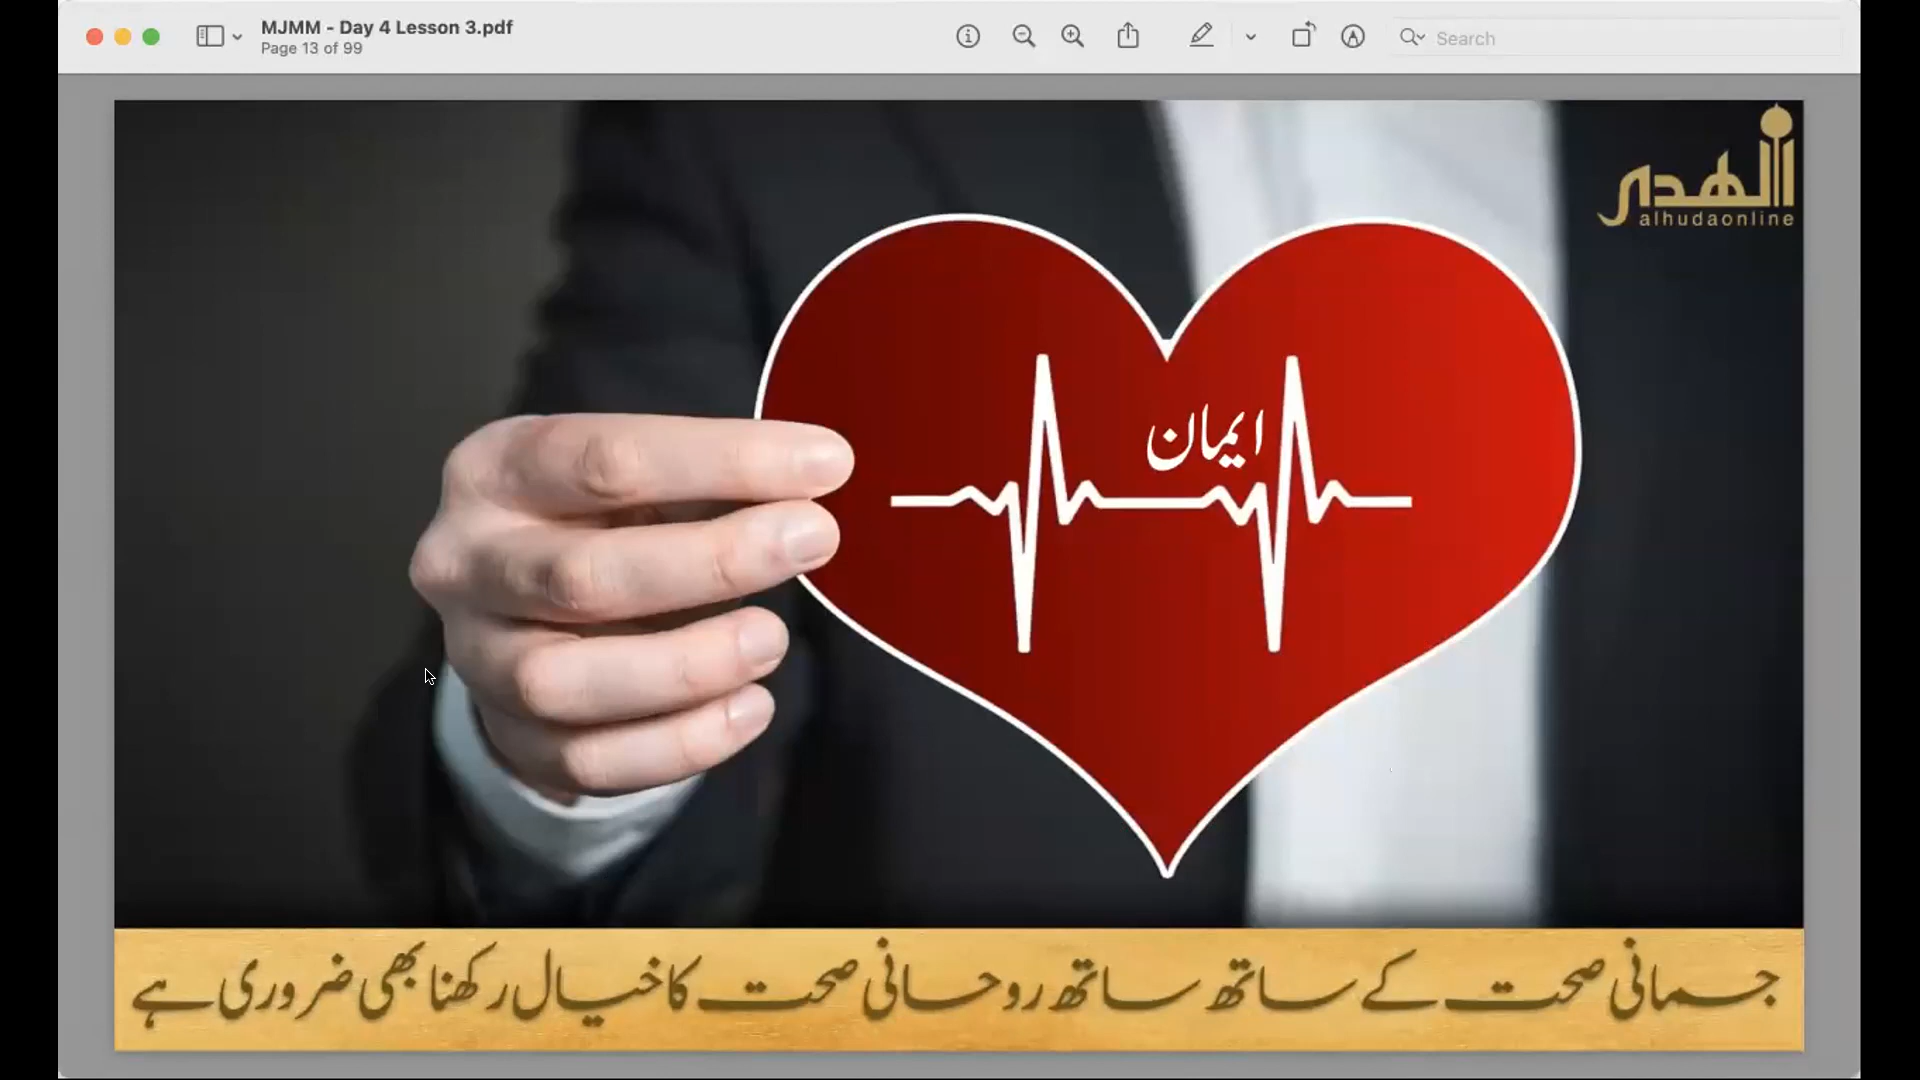 MJMM - Day 4 Lesson 3.pdf
Page 13 of 99
Search
الهدى
alhudaonline
ایمان
جسمانی صحت کے ساتھ ساتھ روحانی صحت کا خیال رکھنا بھی ضروری ہے